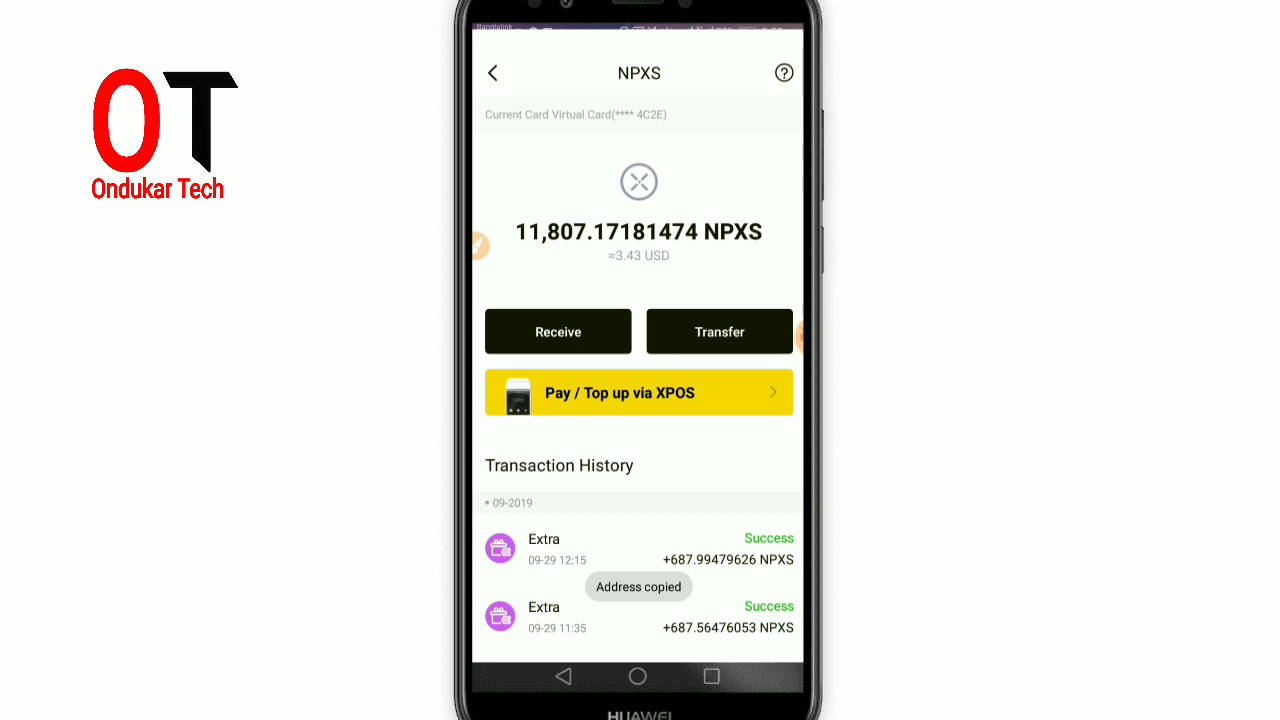 Banglalink
NPXS
Current Card Virtual Card(**** 4C2E)
OT
Ondukar Tech
11,807.17181474 NPXS
≈3.43 USD
Receive
Transfer
Pay / Top up via XPOS
Transaction History
• 09-2019
Extra
Success
09-29 12:15
+687.99479626 NPXS
Address copied
Extra
Success
09-29 11:35
+687.56476053 NPXS
HUAWEI